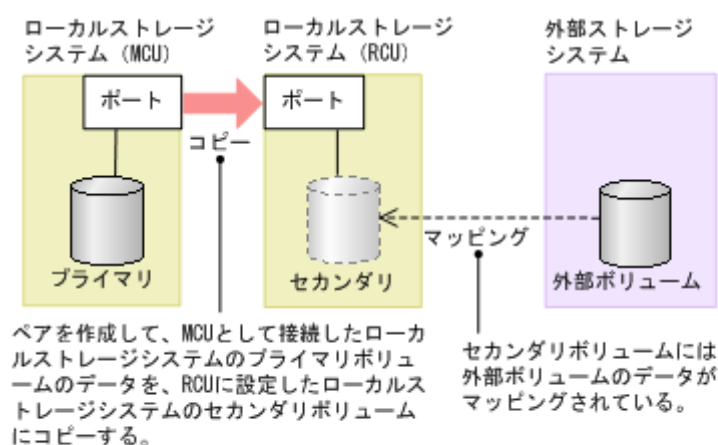 ローカルストレージ
システム (MCU)
ローカルストレージ
システム (RCU)
外部ストレージ
システム
ポート
ポート
コピー
マッピング
プライマリ
セカンダリ
外部ボリューム
ペアを作成して、MCUとして接続したローカ
ルストレージシステムのプライマリボリュ
ームのデータを、RCUに設定したローカルス
トレージシステムのセカンダリボリューム
にコピーする。
セカンダリボリュームには
外部ボリュームのデータが
マッピングされている。